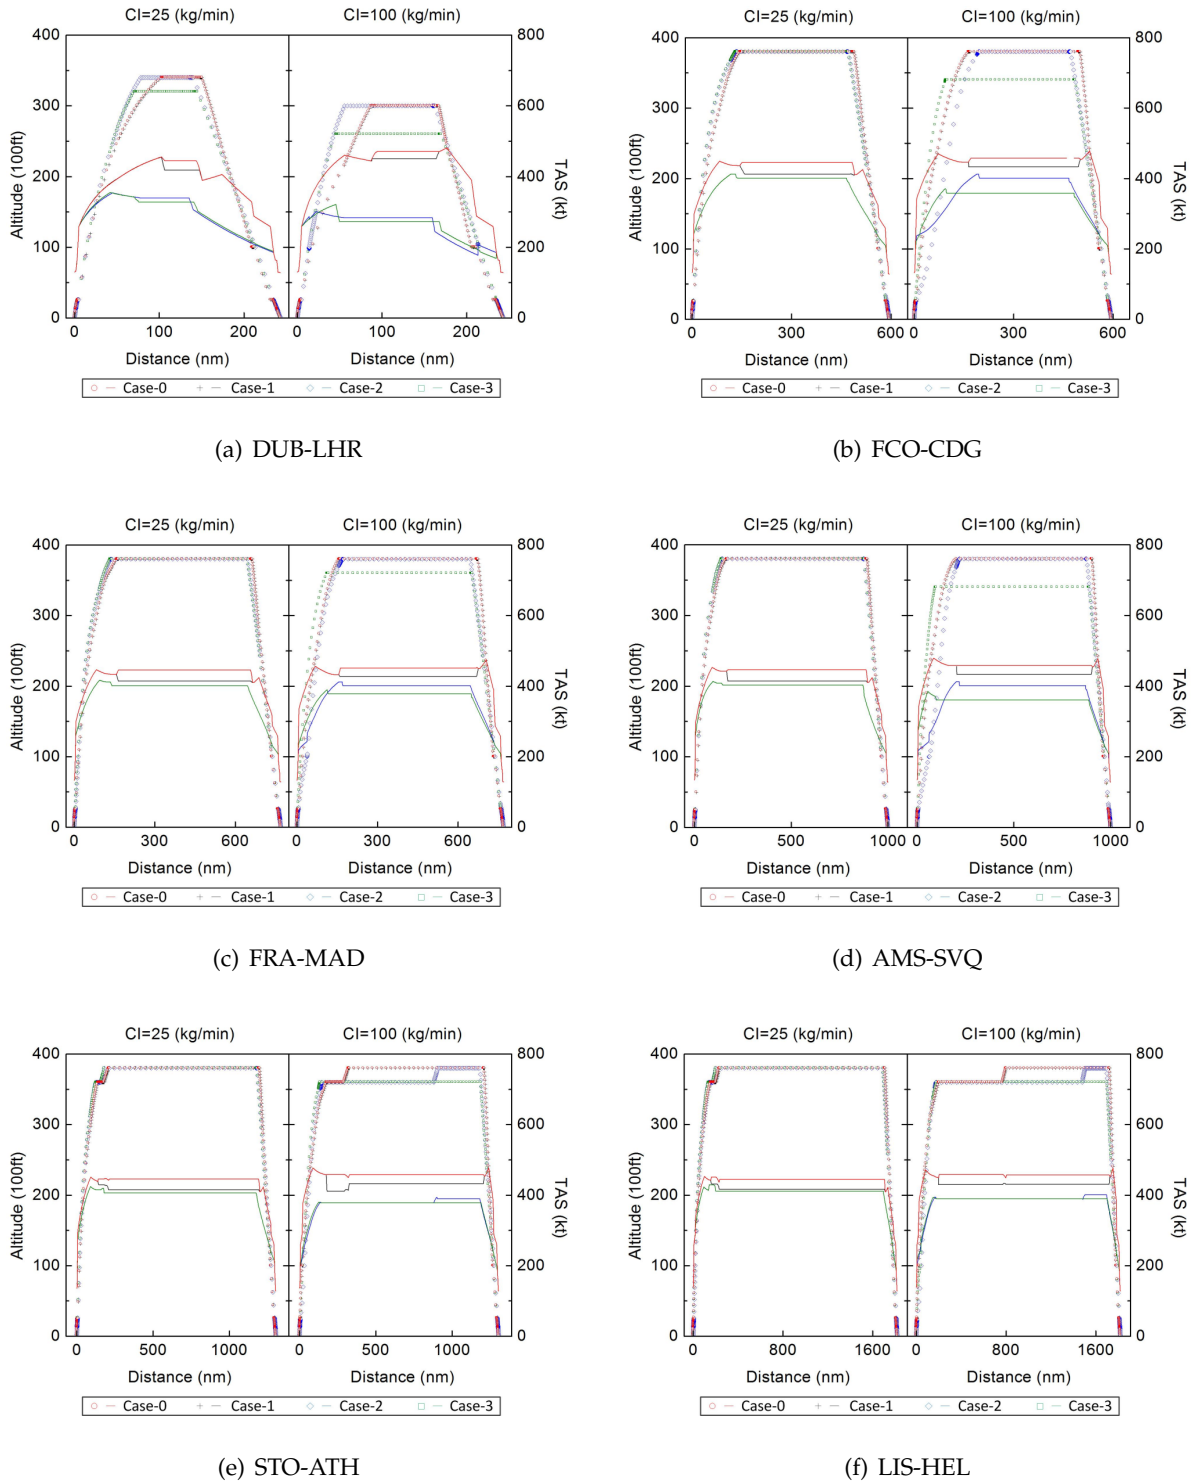 CI=25 (kg/min) CI=100 (kg/min)
400 800
300 600
200 400
100 200
0 0
Altitude (100ft)
TAS (kt)
0 100 200 0 100 200
Distance (nm) Distance (nm)
Case-0 Case-1 Case-2 Case-3
(a) DUB-LHR
CI=25 (kg/min) CI=100 (kg/min)
400 800
300 600
200 400
100 200
0 0
Altitude (100ft)
TAS (kt)
0 300 600 0 300 600
Distance (nm) Distance (nm)
Case-0 Case-1 Case-2 Case-3
(b) FCO-CDG
CI=25 (kg/min) CI=100 (kg/min)
400 800
300 600
200 400
100 200
0 0
Altitude (100ft)
TAS (kt)
0 300 600 0 300 600
Distance (nm) Distance (nm)
Case-0 Case-1 Case-2 Case-3
(c) FRA-MAD
CI=25 (kg/min) CI=100 (kg/min)
400 800
300 600
200 400
100 200
0 0
Altitude (100ft)
TAS (kt)
0 500 1000 0 500 1000
Distance (nm) Distance (nm)
Case-0 Case-1 Case-2 Case-3
(d) AMS-SVQ
CI=25 (kg/min) CI=100 (kg/min)
400 800
300 600
200 400
100 200
0 0
Altitude (100ft)
TAS (kt)
0 500 1000 0 500 1000
Distance (nm) Distance (nm)
Case-0 Case-1 Case-2 Case-3
(e) STO-ATH
CI=25 (kg/min) CI=100 (kg/min)
400 800
300 600
200 400
100 200
0 0
Altitude (100ft)
TAS (kt)
0 800 1600 0 800 1600
Distance (nm) Distance (nm)
Case-0 Case-1 Case-2 Case-3
(f) LIS-HEL